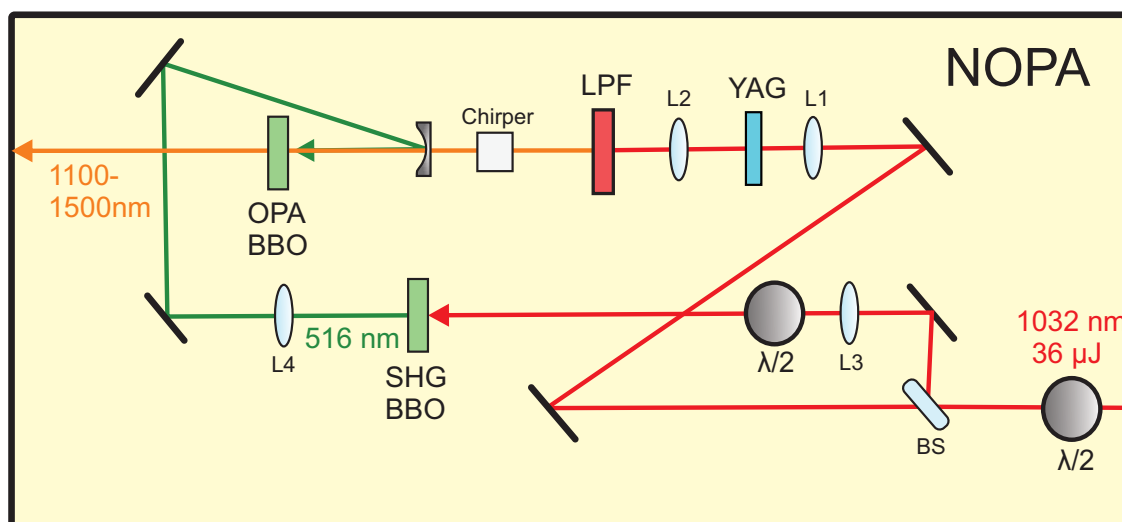 NOPA
LPF
L2
YAG
L1
Chirper
1100-
1500nm
OPA
BBO
516 nm
L4
SHG
BBO
λ/2
L3
1032 nm
36 µJ
BS
λ/2